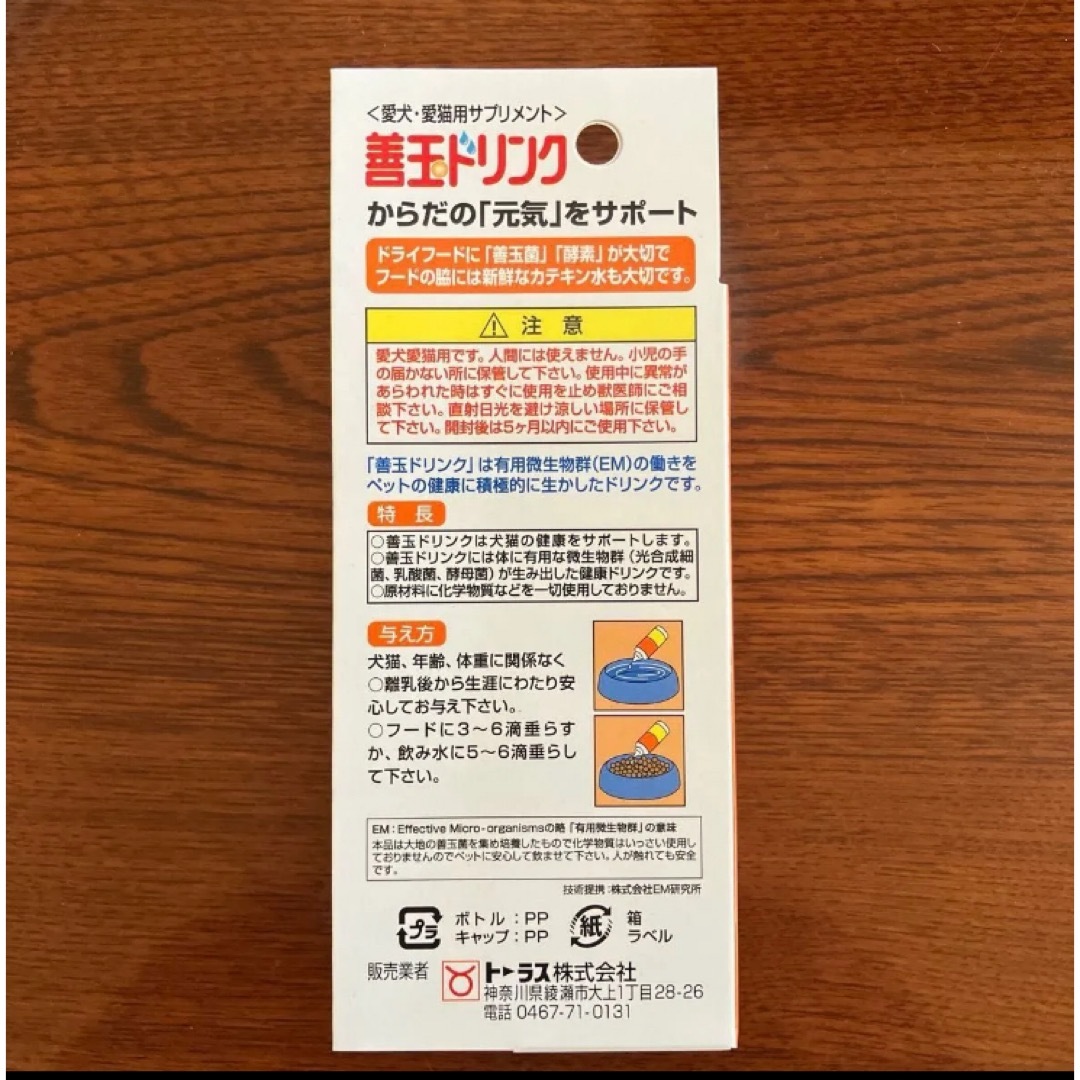 ＜愛犬・愛猫用サプリメント＞
善玉ドリンク
からだの「元気」をサポート
ドライフードに「善玉菌」「酵素」が大切で
フードの脇には新鮮なカテキン水も大切です。
注意
愛犬愛猫用です。人間には使えません。小児の手
の届かない所に保管して下さい。使用中に異常が
あらわれた時はすぐに使用を止め獣医師にご相
談下さい。直射日光を避け涼しい場所に保管し
て下さい。開封後は5ヶ月以内にご使用下さい。
「善玉ドリンク」は有用微生物群(EM)の働きを
ペットの健康に積極的に生かしたドリンクです。
特長
○善玉ドリンクは犬猫の健康をサポートします。
○善玉ドリンクには体に有用な微生物群（光合成細
菌、乳酸菌、酵母菌）が生み出した健康ドリンクです。
○原材料に化学物質などを一切使用しておりません。
与え方
犬猫、年齢、体重に関係なく
○離乳後から生涯にわたり安
心してお与え下さい。
○フードに3～6滴垂らす
か、飲み水に5～6滴垂らし
て下さい。
EM：Effective Micro-organismsの略「有用微生物群」の意味
本品は大地の善玉菌を集め培養したもので化学物質はいっさい使用し
ておりませんのでペットに安心して飲ませて下さい。人が触れても安全
です。
技術提携：株式会社EM研究所
プラ ボトル：PP 紙 箱
キャップ：PP ラベル
販売業者 トーラス株式会社
神奈川県綾瀬市大上1丁目28-26
電話 0467-71-0131